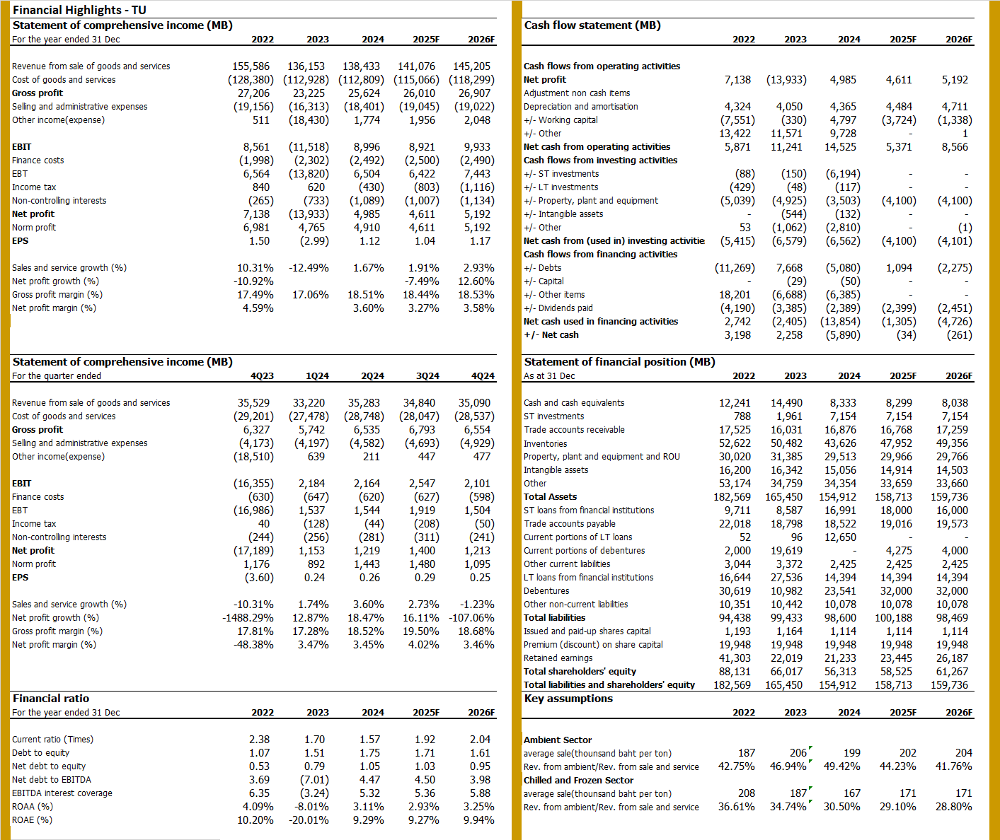 Financial Highlights - TU
Statement of comprehensive income (MB)
For the year ended 31 Dec 2022 2023 2024 2025F 2026F
Revenue from sale of goods and services 155,586 136,153 138,433 141,076 145,205
Cost of goods and services (128,380) (112,928) (112,809) (115,066) (118,299)
Gross profit 27,206 23,225 25,624 26,010 26,907
Selling and administrative expenses (19,156) (16,313) (18,401) (19,045) (19,022)
Other income(expense) 511 (18,430) 1,774 1,956 2,048
EBIT 8,561 (11,518) 8,996 8,921 9,933
Finance costs (1,998) (2,302) (2,492) (2,500) (2,490)
EBT 6,564 (13,820) 6,504 6,422 7,443
Income tax 840 620 (430) (803) (1,116)
Non-controlling interests (265) (733) (1,089) (1,007) (1,134)
Net profit 7,138 (13,933) 4,985 4,611 5,192
Norm profit 6,981 4,765 4,910 4,611 5,192
EPS 1.50 (2.99) 1.12 1.04 1.17
Sales and service growth (%) 10.31% -12.49% 1.67% 1.91% 2.93%
Net profit growth (%) -10.92% -7.49% 12.60%
Gross profit margin (%) 17.49% 17.06% 18.51% 18.44% 18.53%
Net profit margin (%) 4.59% 3.60% 3.27% 3.58%
Statement of comprehensive income (MB)
For the quarter ended 4Q23 1Q24 2Q24 3Q24 4Q24
Revenue from sale of goods and services 35,529 33,220 35,283 34,840 35,090
Cost of goods and services (29,201) (27,478) (28,748) (28,047) (28,537)
Gross profit 6,327 5,742 6,535 6,793 6,554
Selling and administrative expenses (4,173) (4,197) (4,582) (4,693) (4,929)
Other income(expense) (18,510) 639 211 447 477
EBIT (16,355) 2,184 2,164 2,547 2,101
Finance costs (630) (647) (620) (627) (598)
EBT (16,986) 1,537 1,544 1,919 1,504
Income tax 40 (128) (44) (208) (50)
Non-controlling interests (244) (256) (281) (311) (241)
Net profit (17,189) 1,153 1,219 1,400 1,213
Norm profit 1,176 892 1,443 1,480 1,095
EPS (3.60) 0.24 0.26 0.29 0.25
Sales and service growth (%) -10.31% 1.74% 3.60% 2.73% -1.23%
Net profit growth (%) -1488.29% 12.87% 18.47% 16.11% -107.06%
Gross profit margin (%) 17.81% 17.28% 18.52% 19.50% 18.68%
Net profit margin (%) -48.38% 3.47% 3.45% 4.02% 3.46%
Financial ratio
For the year ended 31 Dec 2022 2023 2024 2025F 2026F
Current ratio (Times) 2.38 1.70 1.57 1.92 2.04
Debt to equity 1.07 1.51 1.75 1.71 1.61
Net debt to equity 0.53 0.79 1.05 1.03 0.95
Net debt to EBITDA 3.69 (7.01) 4.47 4.50 3.98
EBITDA interest coverage 6.35 (3.24) 5.32 5.36 5.88
ROAA (%) 4.09% -8.01% 3.11% 2.93% 3.25%
ROAE (%) 10.20% -20.01% 9.29% 9.27% 9.94%
Cash flow statement (MB)
2022 2023 2024 2025F 2026F
Cash flows from operating activities
Net profit 7,138 (13,933) 4,985 4,611 5,192
Adjustment non cash items
Depreciation and amortisation 4,324 4,050 4,365 4,484 4,711
+/- Working capital (7,551) (330) 4,797 (3,724) (1,338)
+/- Other 13,422 11,571 9,728 - 1
Net cash from operating activities 5,871 11,241 14,525 5,371 8,566
Cash flows from investing activities
+/- ST investments (88) (150) (6,194) - -
+/- LT investments (429) (48) (117) - -
+/- Property, plant and equipment (5,039) (4,925) (3,503) (4,100) (4,100)
+/- Intangible assets - (544) (132) - -
+/- Other 53 (1,062) (2,810) - (1)
Net cash from (used in) investing activitie (5,415) (6,579) (6,562) (4,100) (4,101)
Cash flows from financing activities
+/- Debts (11,269) 7,668 (5,080) 1,094 (2,275)
+/- Capital - (29) (50) - -
+/- Other items 18,201 (6,688) (6,385) - -
+/- Dividends paid (4,190) (3,385) (2,389) (2,399) (2,451)
Net cash used in financing activities 2,742 (2,405) (13,854) (1,305) (4,726)
+/- Net cash 3,198 2,258 (5,890) (34) (261)
Statement of financial position (MB)
As at 31 Dec 2022 2023 2024 2025F 2026F
Cash and cash equivalents 12,241 14,490 8,333 8,299 8,038
ST investments 788 1,961 7,154 7,154 7,154
Trade accounts receivable 17,525 16,031 16,876 16,768 17,259
Inventories 52,622 50,482 43,626 47,952 49,356
Property, plant and equipment and ROU 30,020 31,385 29,513 29,966 29,766
Intangible assets 16,200 16,342 15,056 14,914 14,503
Other 53,174 34,759 34,354 33,659 33,660
Total Assets 182,569 165,450 154,912 158,713 159,736
ST loans from financial institutions 9,711 8,587 16,991 18,000 16,000
Trade accounts payable 22,018 18,798 18,522 19,016 19,573
Current portions of LT loans 52 96 12,650 - -
Current portions of debentures 2,000 19,619 - 4,275 4,000
Other current liabilities 3,044 3,372 2,425 2,425 2,425
LT loans from financial institutions 16,644 27,536 14,394 14,394 14,394
Debentures 30,619 10,982 23,541 32,000 32,000
Other non-current liabilities 10,351 10,442 10,078 10,078 10,078
Total liabilities 94,438 99,433 98,600 100,188 98,469
Issued and paid-up shares capital 1,193 1,164 1,114 1,114 1,114
Premium (discount) on share capital 19,948 19,948 19,948 19,948 19,948
Retained earnings 41,303 22,019 21,233 23,445 26,187
Total shareholders' equity 88,131 66,017 56,313 58,525 61,267
Total liabilities and shareholders' equity 182,569 165,450 154,912 158,713 159,736
Key assumptions
2022 2023 2024 2025F 2026F
Ambient Sector
average sale(thounsand baht per ton) 187 206 199 202 204
Rev. from ambient/Rev. from sale and service 42.75% 46.94% 49.42% 44.23% 41.76%
Chilled and Frozen Sector
average sale(thounsand baht per ton) 208 187 167 171 171
Rev. from ambient/Rev. from sale and service 36.61% 34.74% 30.50% 29.10% 28.80%